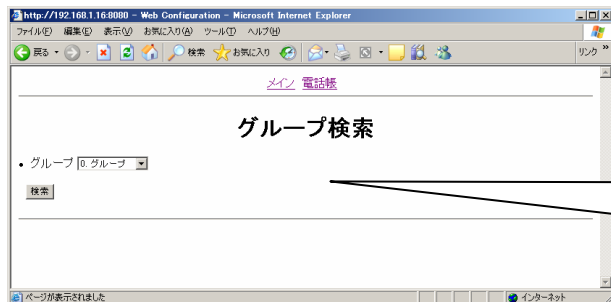 http://192.168.1.16:8080 - Web Configuration - Microsoft Internet Explorer
ファイル(F) 編集(E) 表示(V) お気に入り(A) ツール(T) ヘルプ(H)
戻る 検索 お気に入り リンク »
メイン 電話帳
グループ検索
• グループ 0. グループ
検索
ページが表示されました インターネット